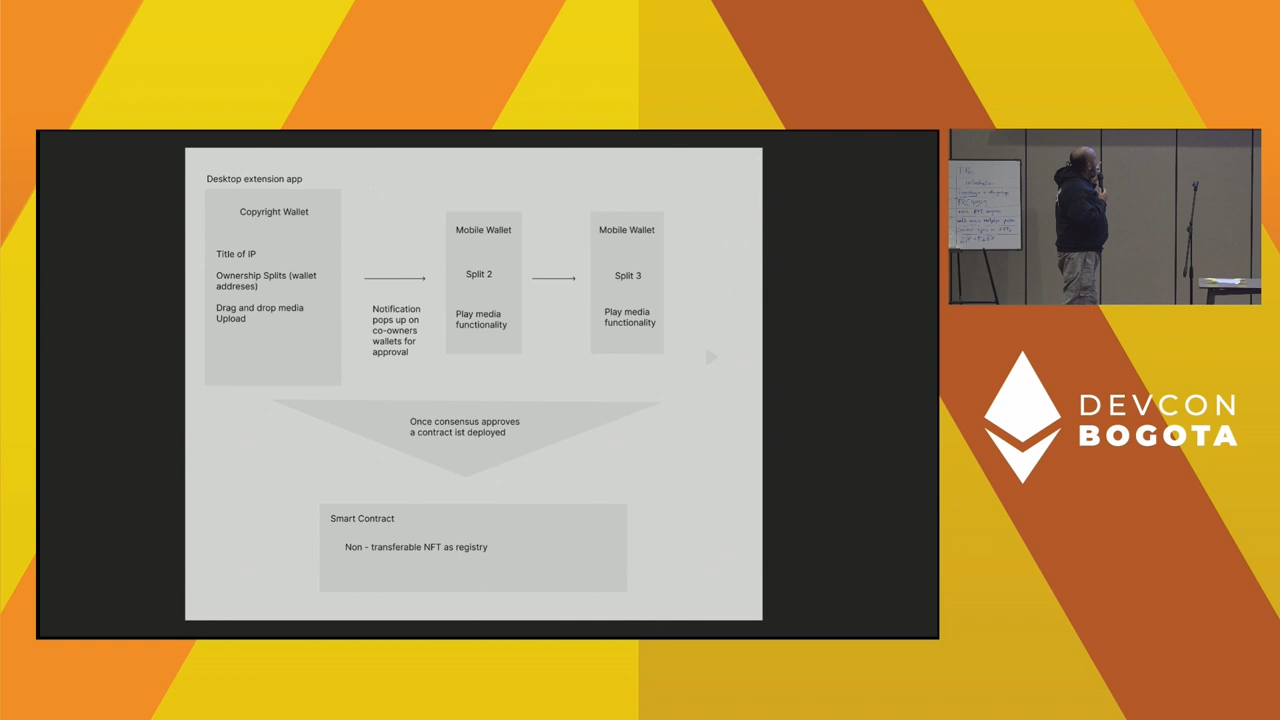 Desktop extension app
Copyright Wallet
Title of IP
Ownership Splits (wallet
addreses)
Drag and drop media
Upload
Notification
pops up on
co-owners
wallets for
approval
Mobile Wallet
Split 2
Play media
functionality
Mobile Wallet
Split 3
Play media
functionality
Once consensus approves
a contract ist deployed
Smart Contract
Non - transferable NFT as registry
DEVCON
BOGOTA